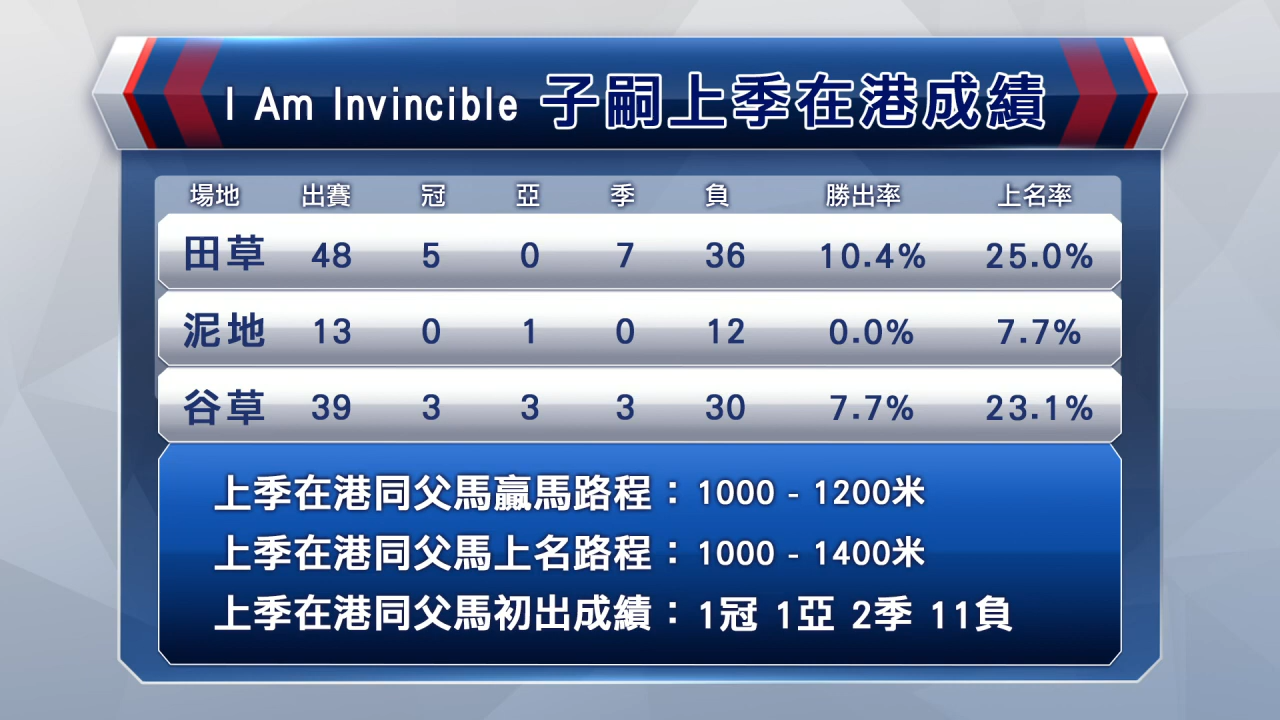 I Am Invincible 子嗣上季在港成績
場地 出賽 冠 亞 季 負 勝出率 上名率
田草 48 5 0 7 36 10.4% 25.0%
泥地 13 0 1 0 12 0.0% 7.7%
谷草 39 3 3 3 30 7.7% 23.1%
上季在港同父馬贏馬路程：1000 - 1200米
上季在港同父馬上名路程：1000 - 1400米
上季在港同父馬初出成績：1冠 1亞 2季 11負